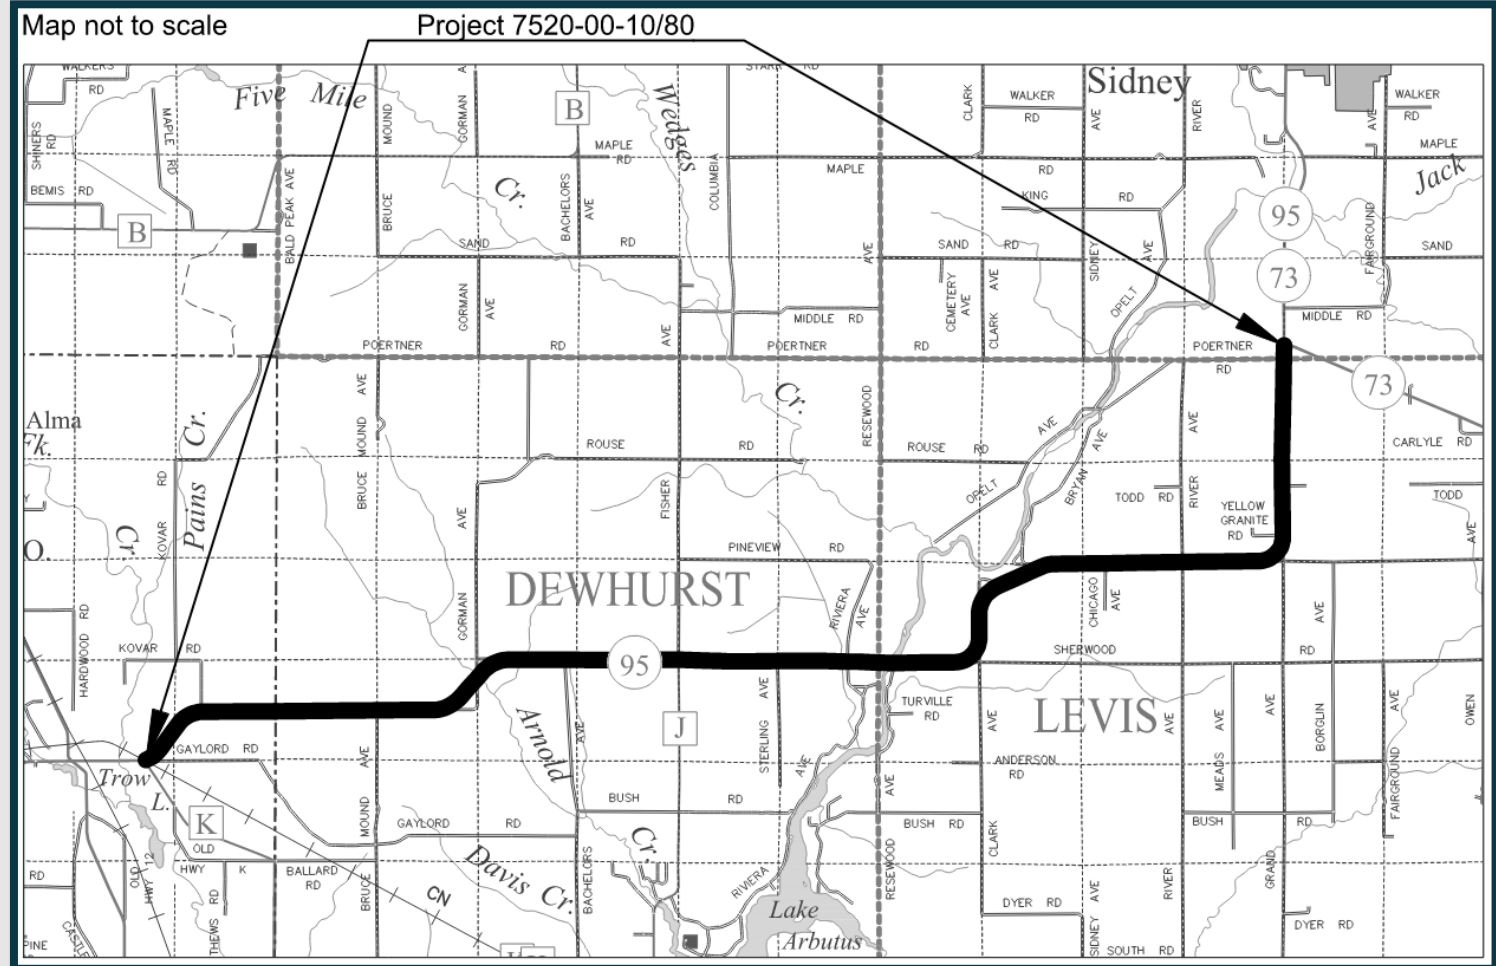 Map not to scale
Project 7520-00-10/80
WALKERS
RD
Five Mile
Cr.
B
Wedges
Cr.
STARR RD
Sidney
WALKER
RD
WALKER
RD
SHINERS
RD
MAPLE
RD
MOUND
GORMAN
CLARK
AVE
RIVER
AVE
MAPLE
RD
MAPLE
RD
MAPLE
Jack
BEMIS RD
BALD PEAK AVE
BRUCE
BACHELORS
AVE
COLUMBIA
KING RD
95
B
SAND RD
SAND RD
SAND
AVE
SIDNEY
AVE
FAIRGROUND
73
GORMAN
AVE
AVE
CEMETERY
AVE
AVE
CLARK
OPELT
MIDDLE RD
MIDDLE RD
POERTNER RD
POERTNER RD
POERTNER
RD
73
Alma
Fk.
Pains Cr.
MOUND AVE
BRUCE
ROUSE RD
RESEWOOD
ROUSE RD
AVE
AVE
AVE
CARLYLE RD
KOVAR RD
Cr.
AVE
FISHER
OPELT
BRYAN
TODD RD
RIVER
YELLOW
GRANITE
RD
TODD
AVE
O.
PINEVIEW RD
DEWHURST
GORMAN
RIVIERA
AVE
CHICAGO
AVE
AVE
HARDWOOD RD
KOVAR RD
95
SHERWOOD RD
Arnold
Cr.
AVE
J
STERLING AVE
TURVILLE
RD
LEVIS
AVE
AVE
AVE
AVE
BORGLIN
AVE
OWEN
GAYLORD RD
Trow
L.
AVE
AVE
ANDERSON
RD
MEADS
FAIRGROUND
K
OLD
MOUND
GAYLORD RD
BUSH RD
AVE
BUSH RD
CLARK
BUSH RD
RD
OLD
HWY 12
HWY K
BALLARD
RD
BRUCE
Davis Cr.
CN
BACHELORS
RIVIERA
RESEWOOD
AVE
RIVER
GRAND
THEWS RD
Lake
Arbutus
DYER RD
DYER RD
PINE
SIDNEY
SOUTH RD